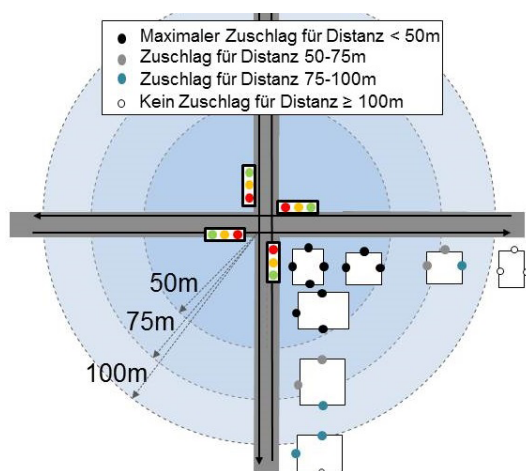 Maximaler Zuschlag für Distanz < 50m
Zuschlag für Distanz 50-75m
Zuschlag für Distanz 75-100m
Kein Zuschlag für Distanz ≥ 100m
50m
75m
100m